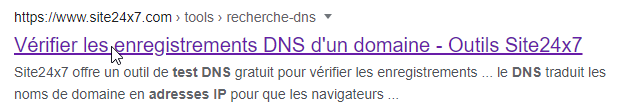 https://www.site24x7.com › tools › recherche-dns
Vérifier les enregistrements DNS d'un domaine - Outils Site24x7
Site24x7 offre un outil de test DNS gratuit pour vérifier les enregistrements ... le DNS traduit les
noms de domaine en adresses IP pour que les navigateurs ...